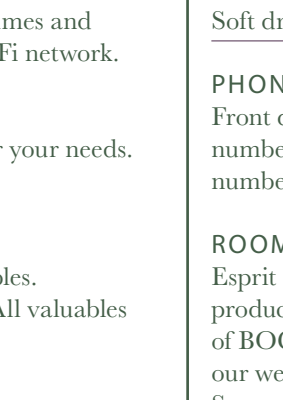 mes and
Fi network.
your needs.
les.
All valuables
Soft dr
PHON
Front d
numbe
numbe
ROOM
Esprit
produc
of BOO
our we